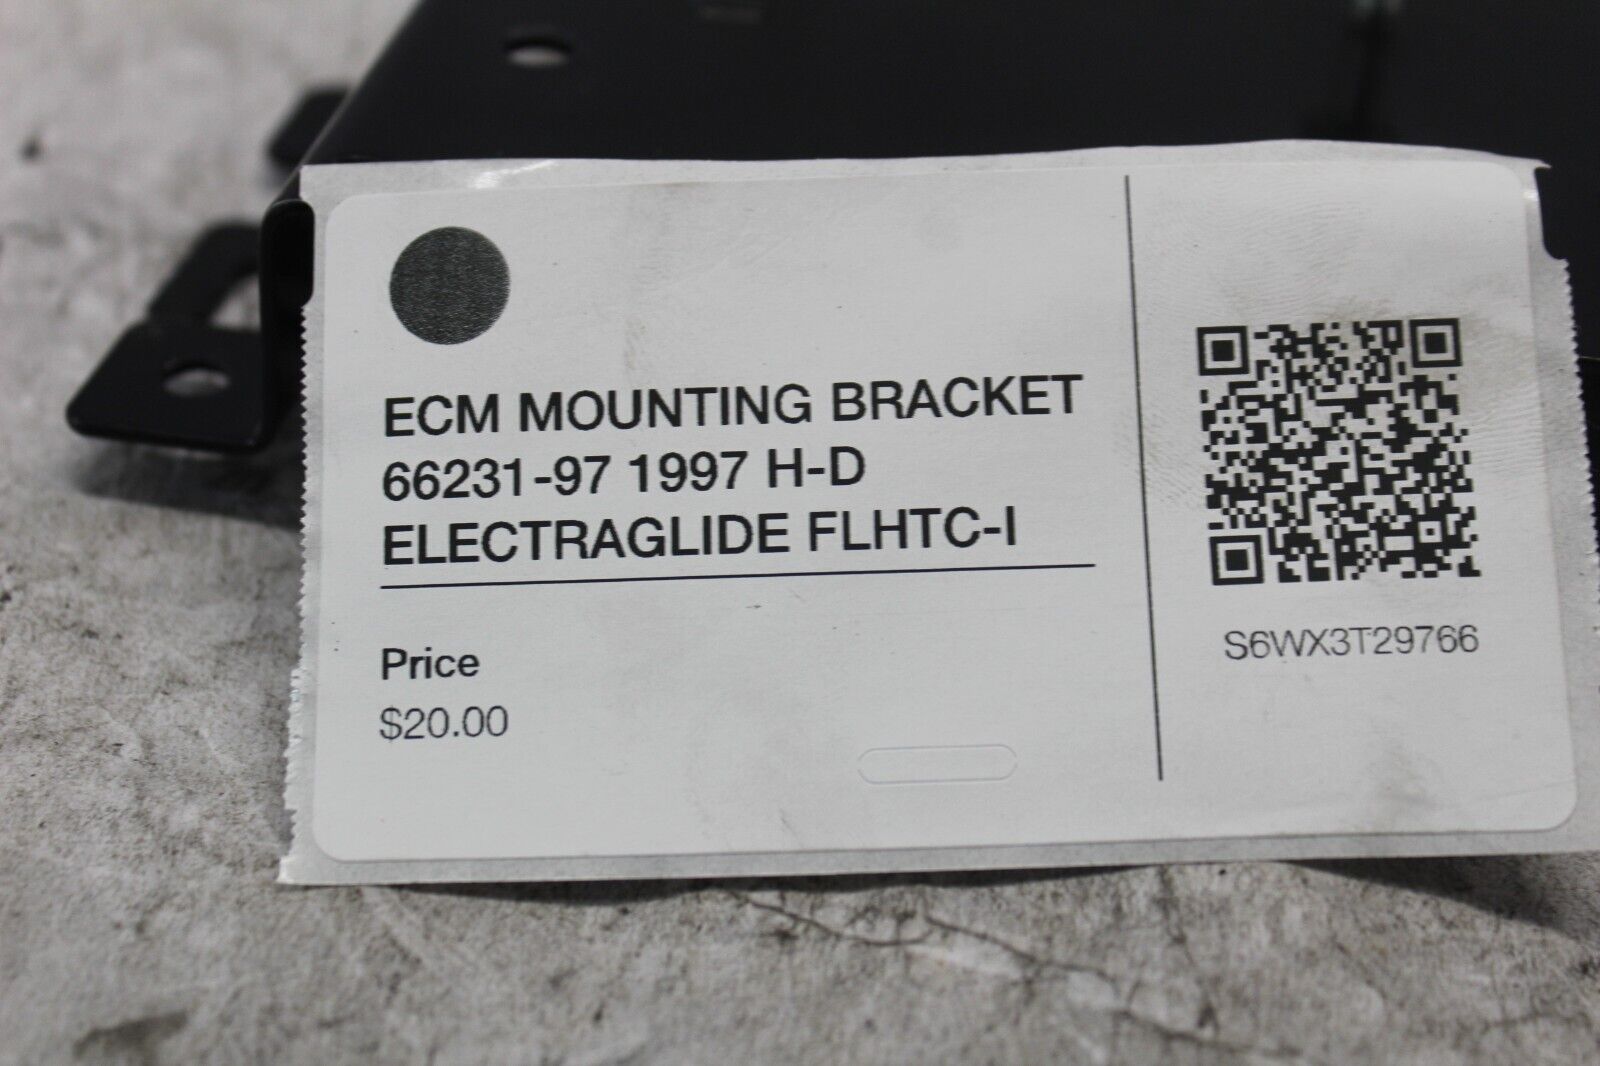 ECM MOUNTING BRACKET
66231-97 1997 H-D
ELECTRAGLIDE FLHTC-I
Price
$20.00
S6WX3T29766